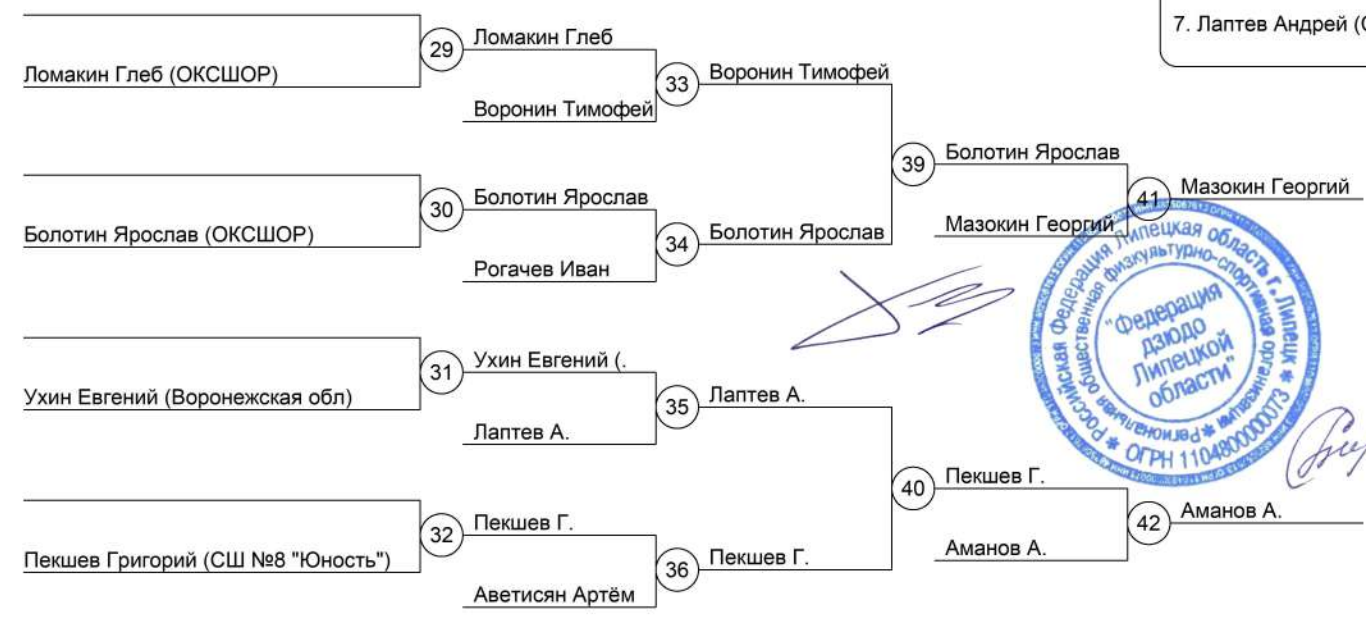 7. Лаптев Андрей (
29
Ломакин Глеб
Ломакин Глеб (ОКСШОР)
33
Воронин Тимофей
Воронин Тимофей
39
Болотин Ярослав
30
Болотин Ярослав
41
Мазокин Георгий
Болотин Ярослав (ОКСШОР)
34
Болотин Ярослав
Мазокин Георгий
Рогачев Иван
Российская Федерация Липецкая область г. Липецк
Региональная общественная физкультурно-спортивная организация
"Федерация
дзюдо
Липецкой
области"
ОГРН 1104800000073
31
Ухин Евгений (.
Ухин Евгений (Воронежская обл)
35
Лаптев А.
Лаптев А.
40
Пекшев Г.
32
Пекшев Г.
42
Аманов А.
Пекшев Григорий (СШ №8 "Юность")
36
Пекшев Г.
Аманов А.
Аветисян Артём